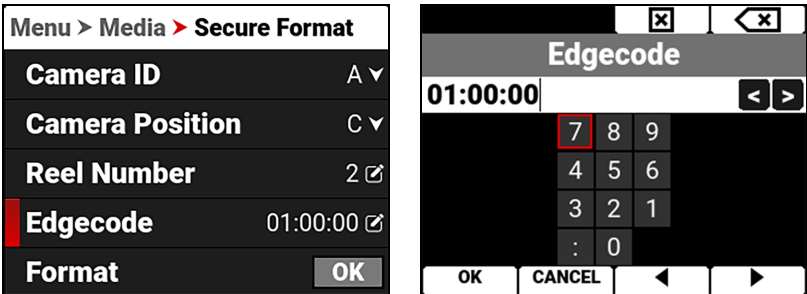 Menu > Media > Secure Format
Camera ID A
Camera Position C
Reel Number 2
Edgecode 01:00:00
Format OK
Edgecode
01:00:00 < >
7 8 9
4 5 6
3 2 1
: 0
OK CANCEL